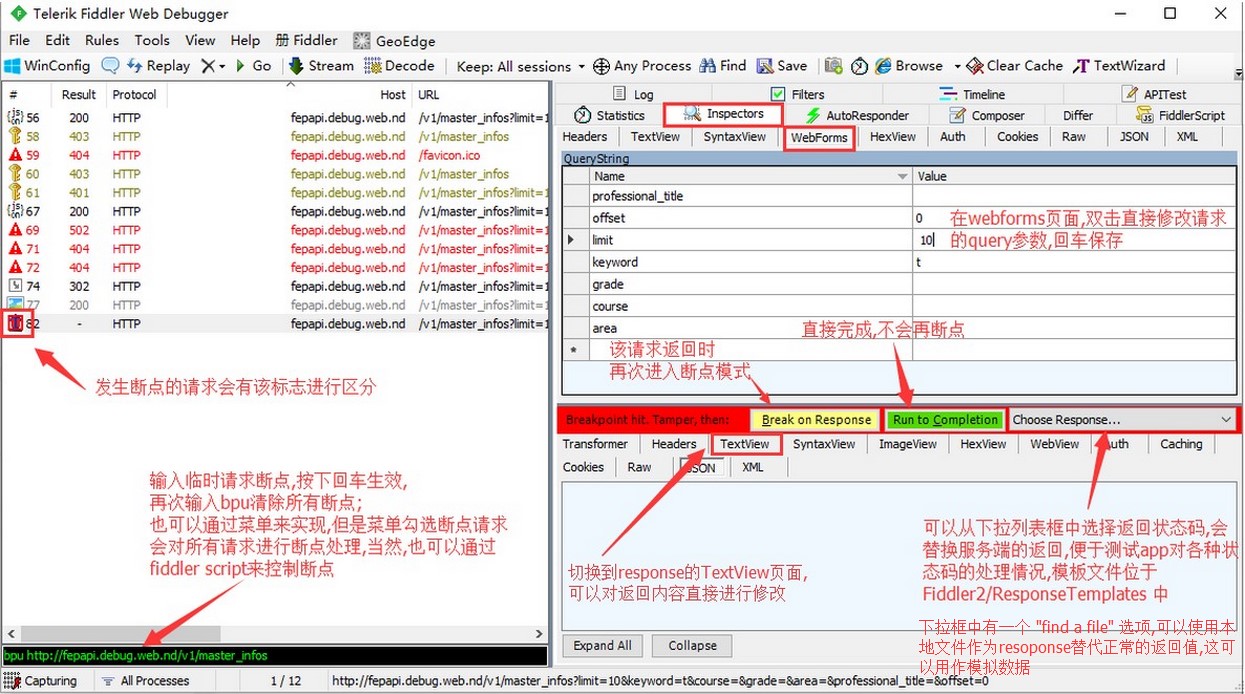 Telerik Fiddler Web Debugger
File Edit Rules Tools View Help 册 Fiddler GeoEdge
WinConfig Replay Go Stream Decode Keep: All sessions Any Process Find Save Browse Clear Cache TextWizard
# Result Protocol Host URL
56 200 HTTP fepapi.debug.web.nd /v1/master_infos?limit=1
58 403 HTTP fepapi.debug.web.nd /v1/master_infos
59 404 HTTP fepapi.debug.web.nd /favicon.ico
60 403 HTTP fepapi.debug.web.nd /v1/master_infos
61 401 HTTP fepapi.debug.web.nd /v1/master_infos?limit=1
67 200 HTTP fepapi.debug.web.nd /v1/master_infos?limit=1
69 502 HTTP fepapi.debug.web.nd /v1/master_infos?limit=1
71 404 HTTP fepapi.debug.web.nd /v1/master_infos?limit=1
72 404 HTTP fepapi.debug.web.nd /v1/master_infos?limit=1
74 302 HTTP fepapi.debug.web.nd /v1/master_infos?limit=1
77 200 HTTP fepapi.debug.web.nd /v1/master_infos?limit=1
82 - HTTP fepapi.debug.web.nd /v1/master_infos?limit=1
发生断点的请求会有该标志进行区分
输入临时请求断点,按下回车生效,
再次输入bpu清除所有断点;
也可以通过菜单来实现,但是菜单勾选断点请求
会对所有请求进行断点处理,当然,也可以通过
fiddler script来控制断点
bpu http://fepapi.debug.web.nd/v1/master_infos
Log Filters Timeline APITest
Statistics Inspectors AutoResponder Composer Differ FiddlerScript
Headers TextView SyntaxView WebForms HexView Auth Cookies Raw JSON XML
QueryString
Name Value
professional_title
offset 0
limit 10
keyword t
grade
course
area
*
在webforms页面,双击直接修改请求
的query参数,回车保存
直接完成,不会再断点
该请求返回时
再次进入断点模式
Breakpoint hit. Tamper, then: Break on Response Run to Completion Choose Response...
Transformer Headers TextView SyntaxView ImageView HexView WebView Auth Caching
Cookies Raw JSON XML
切换到response的TextView页面,
可以对返回内容直接进行修改
可以从下拉列表框中选择返回状态码,会
替换服务端的返回,便于测试app对各种状
态码的处理情况,模板文件位于
Fiddler2/ResponseTemplates 中
下拉框中有一个 "find a file" 选项,可以使用本
地文件作为resoponse替代正常的返回值,这可
以用作模拟数据
Expand All Collapse
Capturing All Processes 1 / 12 http://fepapi.debug.web.nd/v1/master_infos?limit=10&keyword=t&course=&grade=&area=&professional_title=&offset=0